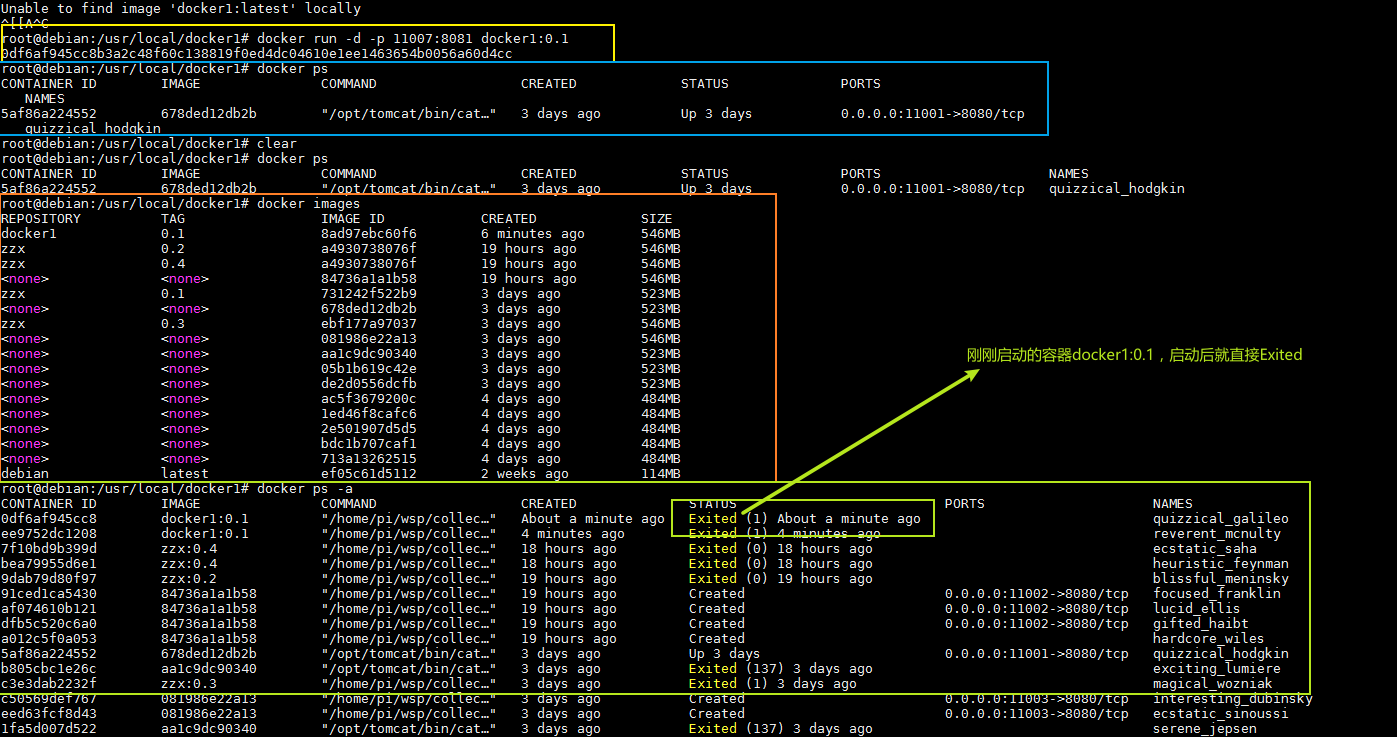 Unable to find image 'docker1:latest' locally
^[[A^C
root@debian:/usr/local/docker1# docker run -d -p 11007:8081 docker1:0.1
0df6af945cc8b3a2c48f60c138819f0ed4dc04610e1ee1463654b0056a60d4cc
root@debian:/usr/local/docker1# docker ps
CONTAINER ID IMAGE COMMAND CREATED STATUS PORTS
NAMES
5af86a224552 678ded12db2b "/opt/tomcat/bin/cat…" 3 days ago Up 3 days 0.0.0.0:11001->8080/tcp
quizzical_hodgkin
root@debian:/usr/local/docker1# clear
root@debian:/usr/local/docker1# docker ps
CONTAINER ID IMAGE COMMAND CREATED STATUS PORTS NAMES
5af86a224552 678ded12db2b "/opt/tomcat/bin/cat…" 3 days ago Up 3 days 0.0.0.0:11001->8080/tcp quizzical_hodgkin
root@debian:/usr/local/docker1# docker images
REPOSITORY TAG IMAGE ID CREATED SIZE
docker1 0.1 8ad97ebc60f6 6 minutes ago 546MB
zzx 0.2 a4930738076f 19 hours ago 546MB
zzx 0.4 a4930738076f 19 hours ago 546MB
<none> <none> 84736a1a1b58 19 hours ago 546MB
zzx 0.1 731242f522b9 3 days ago 523MB
<none> <none> 678ded12db2b 3 days ago 523MB
zzx 0.3 ebf177a97037 3 days ago 546MB
<none> <none> 081986e22a13 3 days ago 546MB
<none> <none> aa1c9dc90340 3 days ago 523MB
<none> <none> 05b1b619c42e 3 days ago 523MB
<none> <none> de2d0556dcfb 3 days ago 523MB
<none> <none> ac5f3679200c 4 days ago 484MB
<none> <none> 1ed46f8cafc6 4 days ago 484MB
<none> <none> 2e501907d5d5 4 days ago 484MB
<none> <none> bdc1b707caf1 4 days ago 484MB
<none> <none> 713a13262515 4 days ago 484MB
debian latest ef05c61d5112 2 weeks ago 114MB
刚刚启动的容器docker1:0.1，启动后就直接Exited
root@debian:/usr/local/docker1# docker ps -a
CONTAINER ID IMAGE COMMAND CREATED STATUS PORTS NAMES
0df6af945cc8 docker1:0.1 "/home/pi/wsp/collec…" About a minute ago Exited (1) About a minute ago quizzical_galileo
ee9752dc1208 docker1:0.1 "/home/pi/wsp/collec…" 4 minutes ago Exited (1) 4 minutes ago reverent_mcnulty
7f10bd9b399d zzx:0.4 "/home/pi/wsp/collec…" 18 hours ago Exited (0) 18 hours ago ecstatic_saha
bea79955d6e1 zzx:0.4 "/home/pi/wsp/collec…" 18 hours ago Exited (0) 18 hours ago heuristic_feynman
9dab79d80f97 zzx:0.2 "/home/pi/wsp/collec…" 19 hours ago Exited (0) 19 hours ago blissful_meninsky
91ced1ca5430 84736a1a1b58 "/home/pi/wsp/collec…" 19 hours ago Created 0.0.0.0:11002->8080/tcp focused_franklin
af074610b121 84736a1a1b58 "/home/pi/wsp/collec…" 19 hours ago Created 0.0.0.0:11002->8080/tcp lucid_ellis
dfb5c520c6a0 84736a1a1b58 "/home/pi/wsp/collec…" 19 hours ago Created 0.0.0.0:11002->8080/tcp gifted_haibt
a012c5f0a053 84736a1a1b58 "/home/pi/wsp/collec…" 19 hours ago Created hardcore_wiles
5af86a224552 678ded12db2b "/opt/tomcat/bin/cat…" 3 days ago Up 3 days 0.0.0.0:11001->8080/tcp quizzical_hodgkin
b805cbc1e26c aa1c9dc90340 "/opt/tomcat/bin/cat…" 3 days ago Exited (137) 3 days ago exciting_lumiere
c3e3dab2232f zzx:0.3 "/home/pi/wsp/collec…" 3 days ago Exited (1) 3 days ago magical_wozniak
c50569def767 081986e22a13 "/home/pi/wsp/collec…" 3 days ago Created 0.0.0.0:11003->8080/tcp interesting_dubinsky
eed63fcf8d43 081986e22a13 "/home/pi/wsp/collec…" 3 days ago Created 0.0.0.0:11003->8080/tcp ecstatic_sinoussi
1fa5d007d522 aa1c9dc90340 "/opt/tomcat/bin/cat…" 3 days ago Exited (137) 3 days ago serene_jepsen